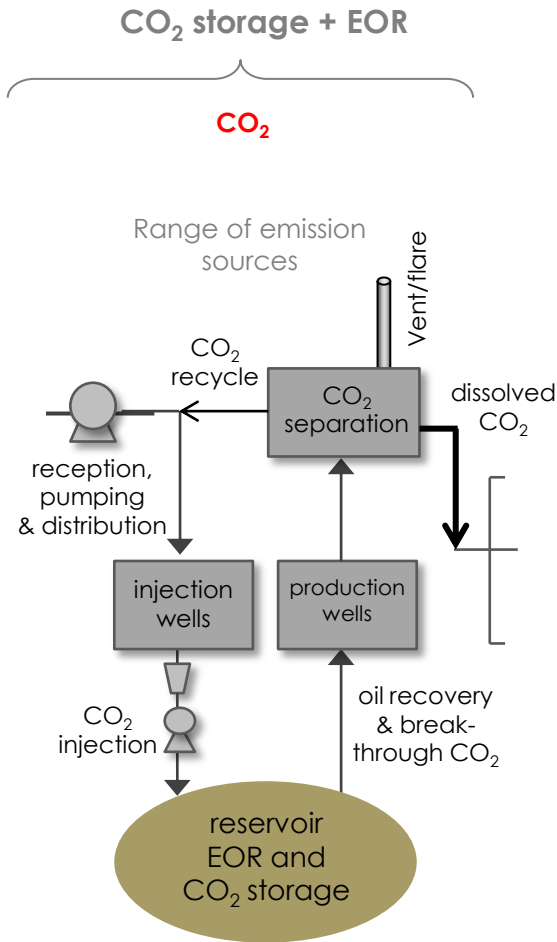 CO₂ storage + EOR
CO₂
Range of emission
sources
Vent/flare
CO₂
recycle
CO₂
separation
dissolved
CO₂
reception,
pumping
& distribution
injection
wells
production
wells
CO₂
injection
oil recovery
& break-
through CO₂
reservoir
EOR and
CO₂ storage